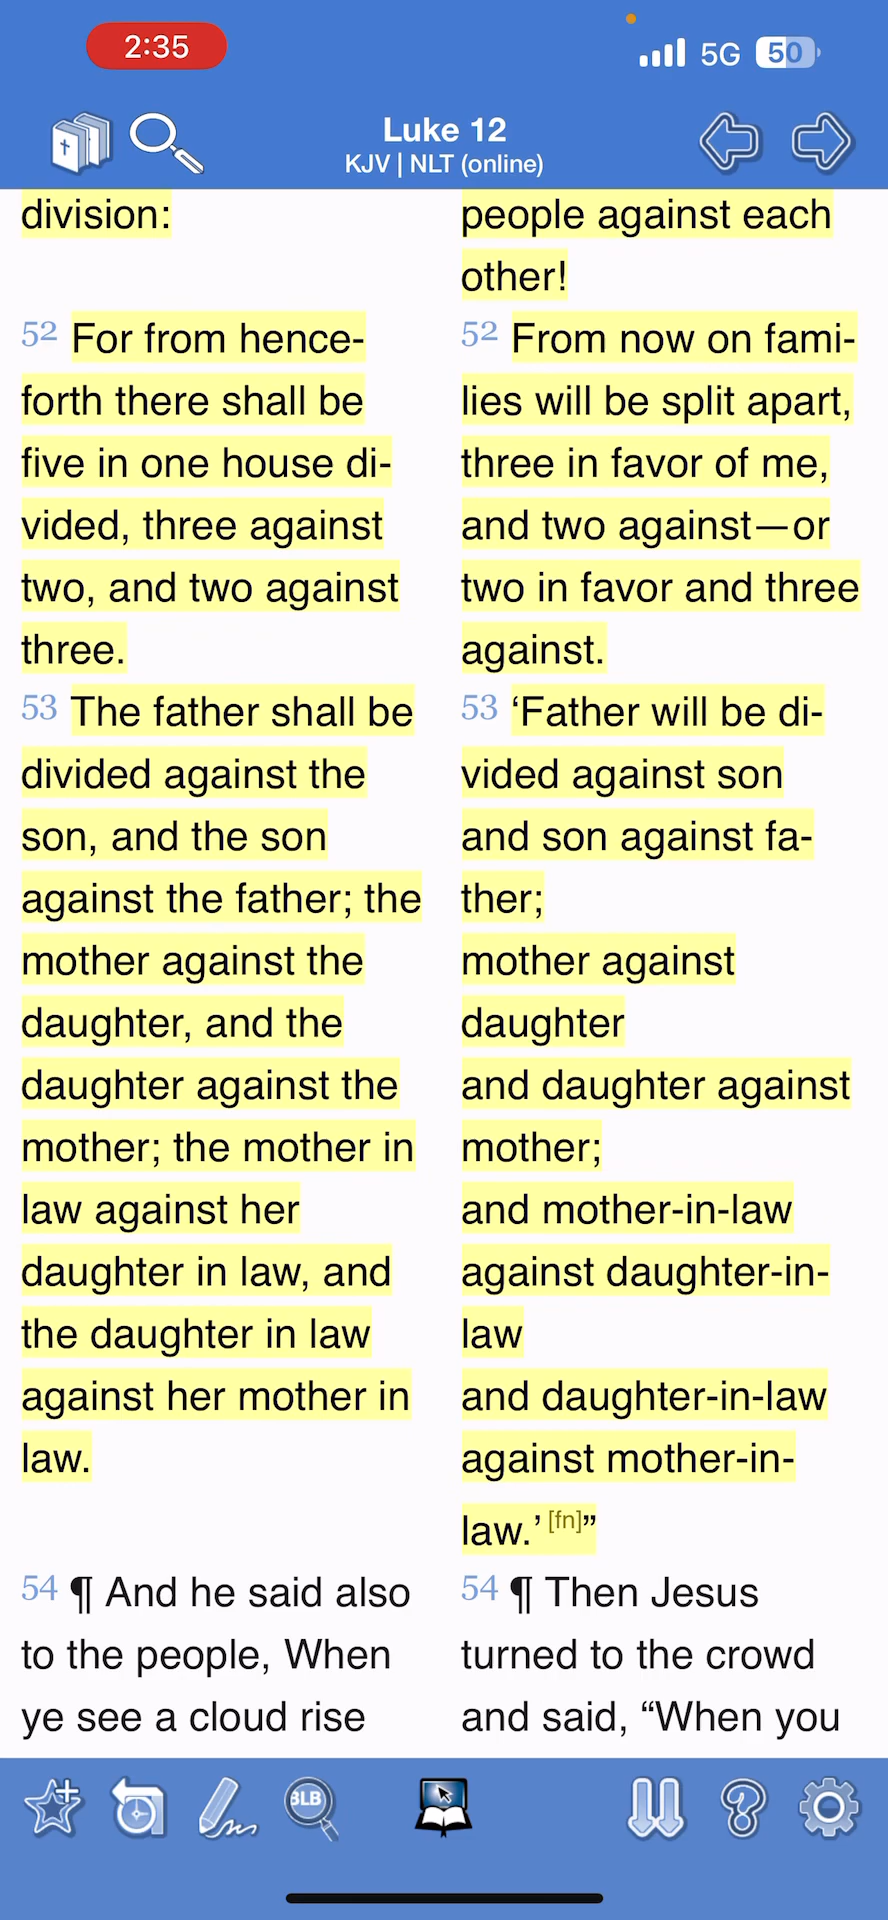 2:35
5G 50
Luke 12
KJV | NLT (online)
division:
52 For from hence-
forth there shall be
five in one house di-
vided, three against
two, and two against
three.
53 The father shall be
divided against the
son, and the son
against the father; the
mother against the
daughter, and the
daughter against the
mother; the mother in
law against her
daughter in law, and
the daughter in law
against her mother in
law.
54 ¶ And he said also
to the people, When
ye see a cloud rise
people against each
other!
52 From now on fami-
lies will be split apart,
three in favor of me,
and two against—or
two in favor and three
against.
53 ‘Father will be di-
vided against son
and son against fa-
ther;
mother against
daughter
and daughter against
mother;
and mother-in-law
against daughter-in-
law
and daughter-in-law
against mother-in-
law.’ [fn]”
54 ¶ Then Jesus
turned to the crowd
and said, “When you
BLB